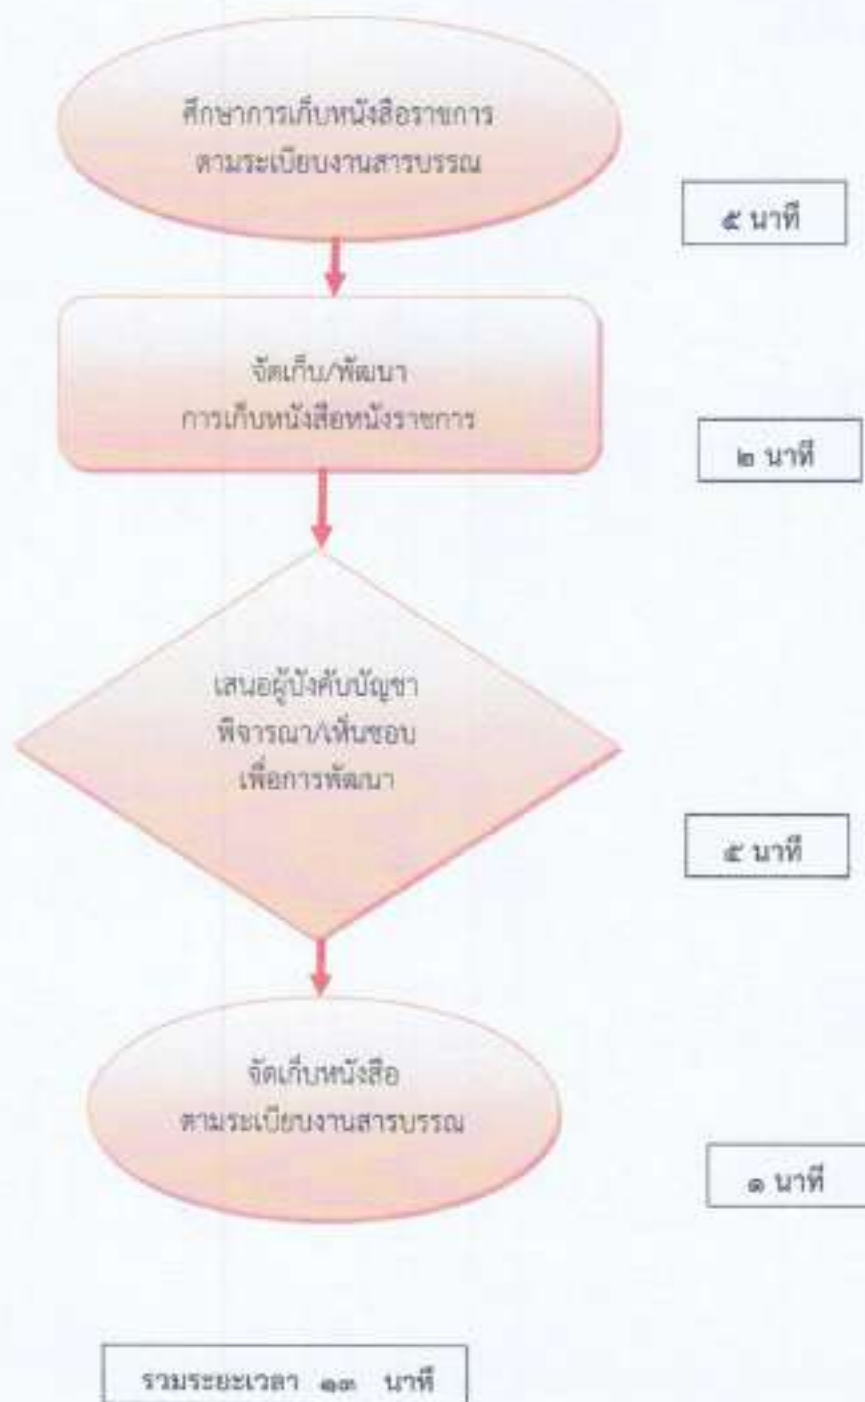 ศึกษาการเก็บหนังสือราชการ
ตามระเบียบงานสารบรรณ
๕ นาที
จัดเก็บ/พัฒนา
การเก็บหนังสือหนังราชการ
๒ นาที
เสนอผู้บังคับบัญชา
พิจารณา/เห็นชอบ
เพื่อการพัฒนา
๕ นาที
จัดเก็บหนังสือ
ตามระเบียบงานสารบรรณ
๑ นาที
รวมระยะเวลา ๑๓ นาที